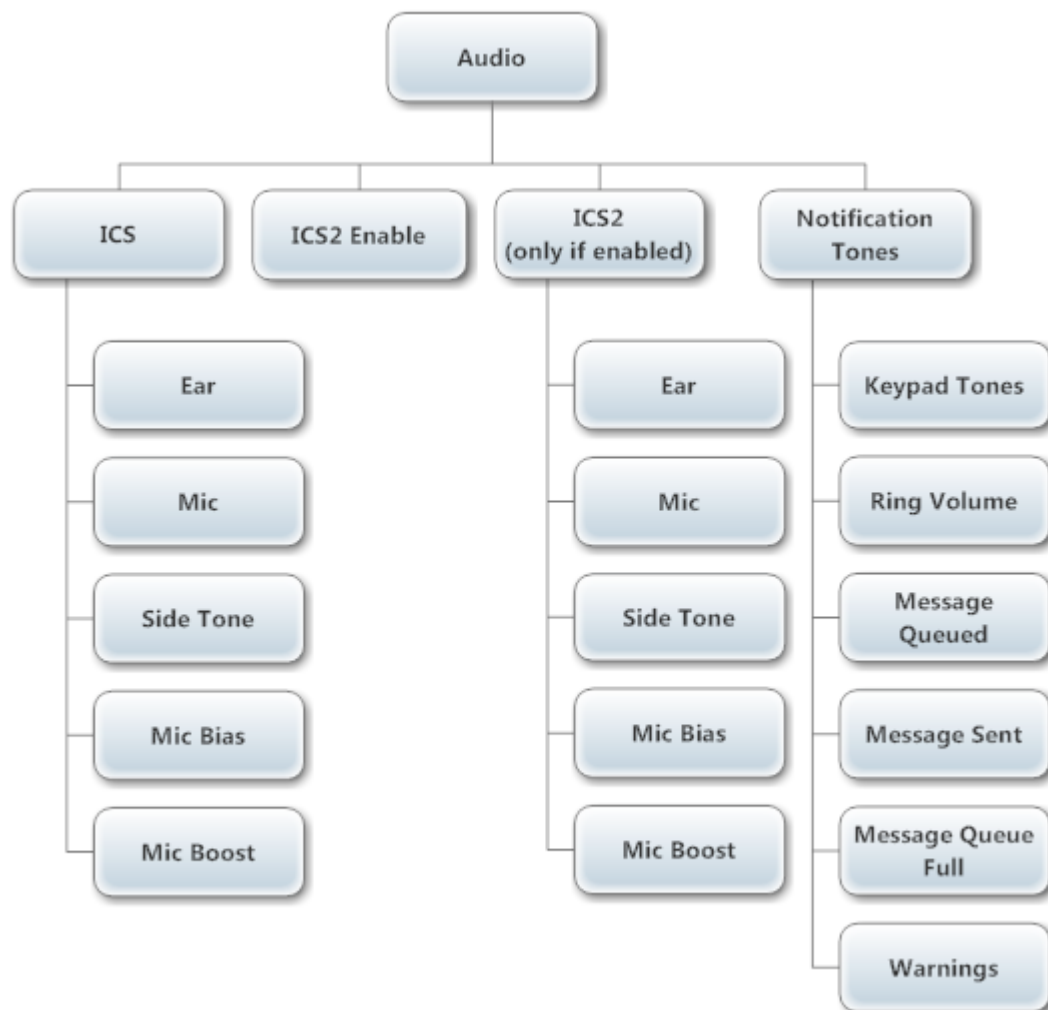 Audio
ICS
ICS2 Enable
ICS2
(only if enabled)
Notification
Tones
Ear
Mic
Side Tone
Mic Bias
Mic Boost
Ear
Mic
Side Tone
Mic Bias
Mic Boost
Keypad Tones
Ring Volume
Message
Queued
Message Sent
Message Queue
Full
Warnings